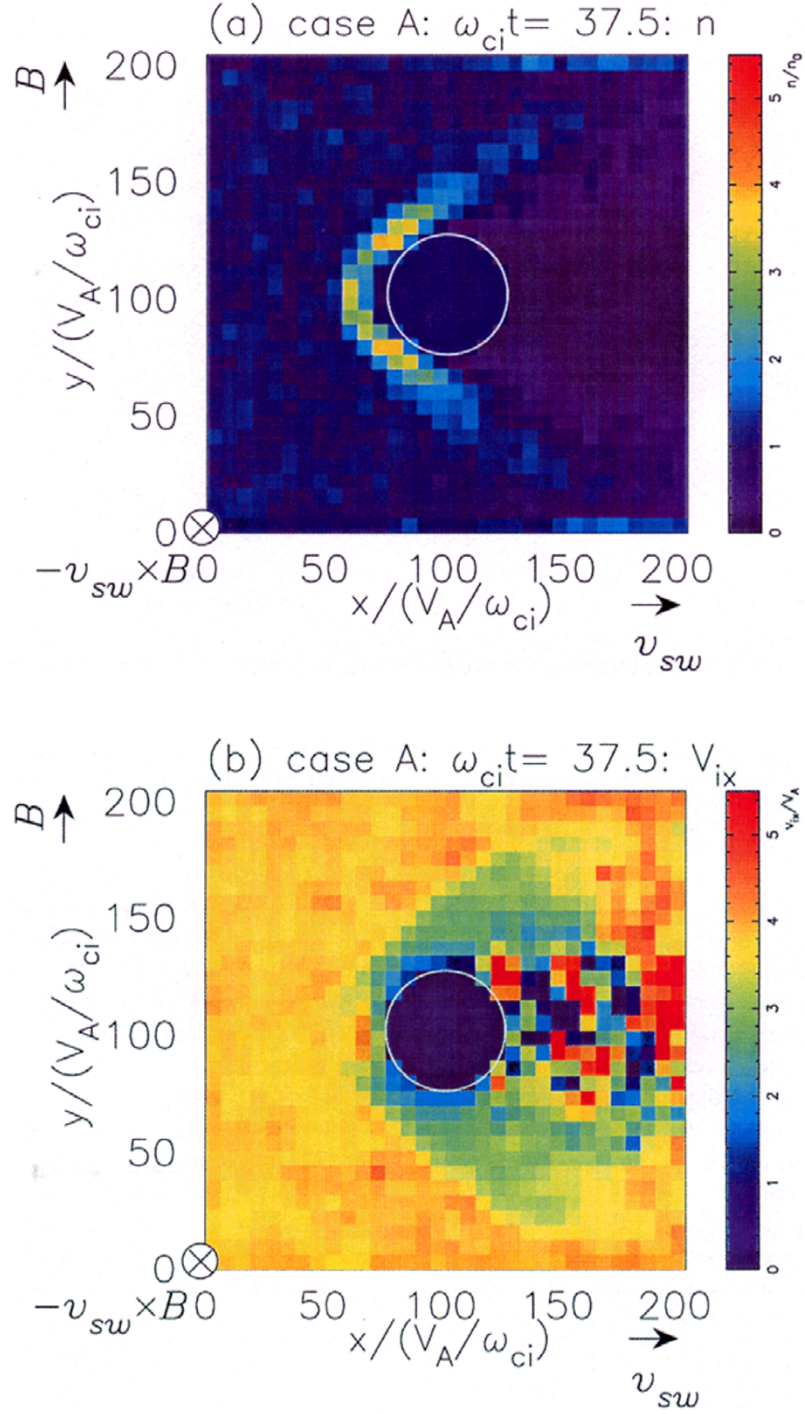 (a) case A: ω_ci t= 37.5: n
B
200
150
100
50
0
y/(V_A/ω_ci)
-v_sw×B
0 50 100 150 200
x/(V_A/ω_ci)
v_sw
5
4
3
2
1
0
n/n_0
(b) case A: ω_ci t= 37.5: V_ix
B
200
150
100
50
0
y/(V_A/ω_ci)
-v_sw×B
0 50 100 150 200
x/(V_A/ω_ci)
v_sw
5
4
3
2
1
0
v_ix/V_A